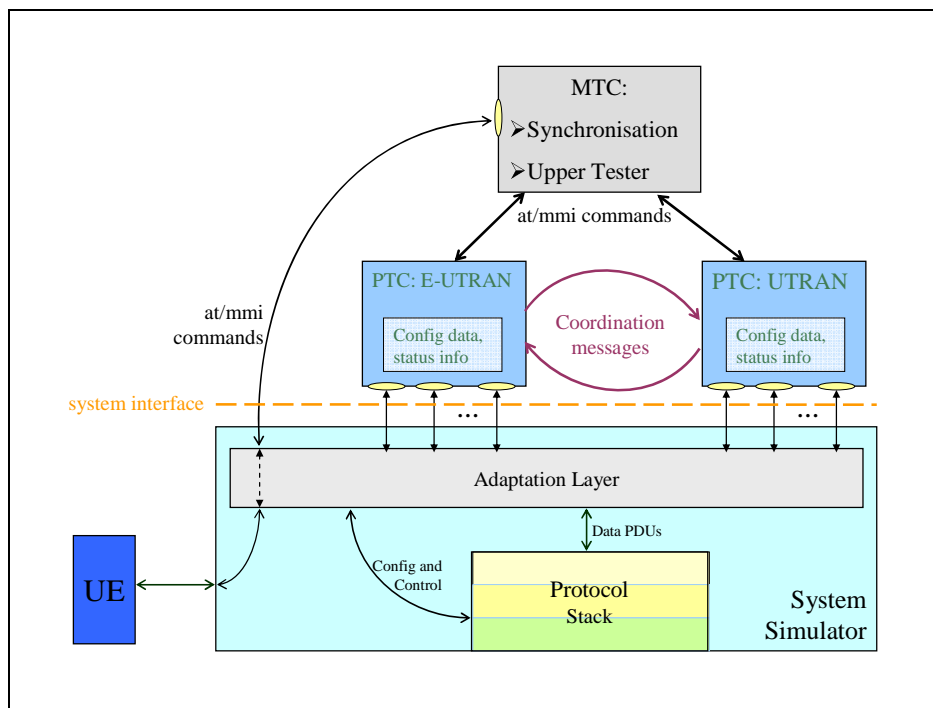 MTC:
➢Synchronisation
➢Upper Tester
at/mmi commands
PTC: E-UTRAN
PTC: UTRAN
Config data,
status info
Coordination
messages
Config data,
status info
at/mmi
commands
system interface
...
...
Adaptation Layer
Data PDUs
Config and
Control
UE
Protocol
Stack
System
Simulator